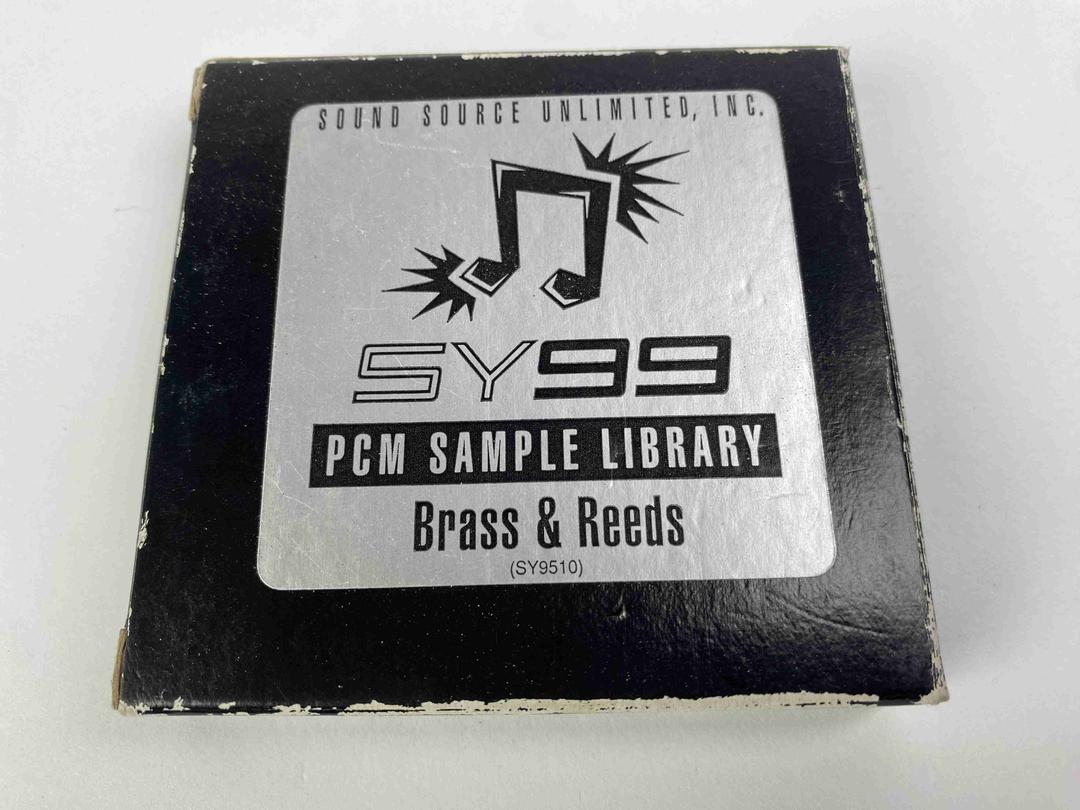 SOUND SOURCE UNLIMITED, INC.
SY99
PCM SAMPLE LIBRARY
Brass & Reeds
(SY9510)